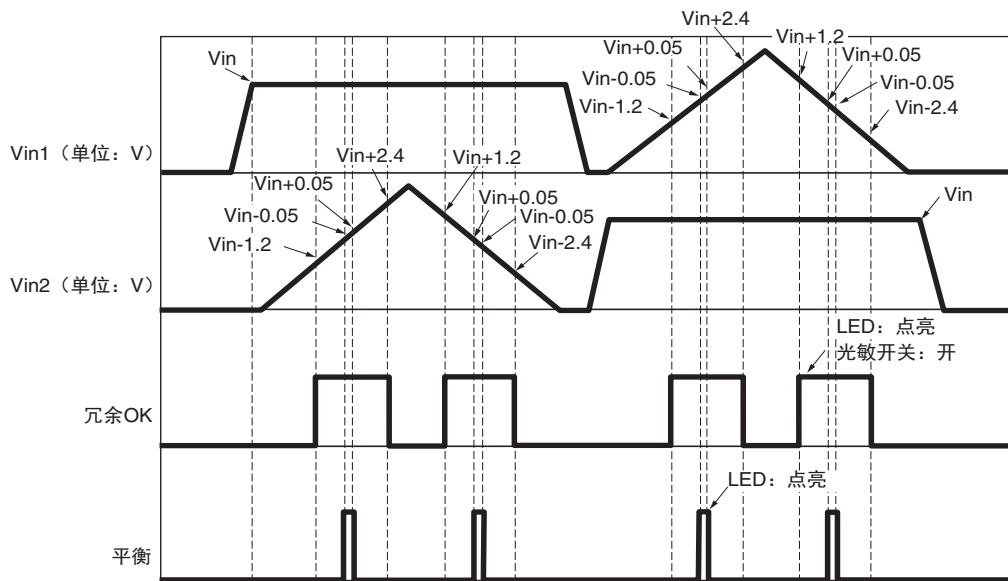 Vin+2.4
Vin+0.05
Vin-0.05
Vin-1.2
Vin+1.2
Vin+0.05
Vin-0.05
Vin-2.4
Vin
Vin1（单位：V）
Vin+2.4
Vin+1.2
Vin+0.05
Vin-0.05
Vin-1.2
Vin+0.05
Vin-0.05
Vin-2.4
Vin
Vin2（单位：V）
LED：点亮
光敏开关：开
冗余OK
LED：点亮
平衡